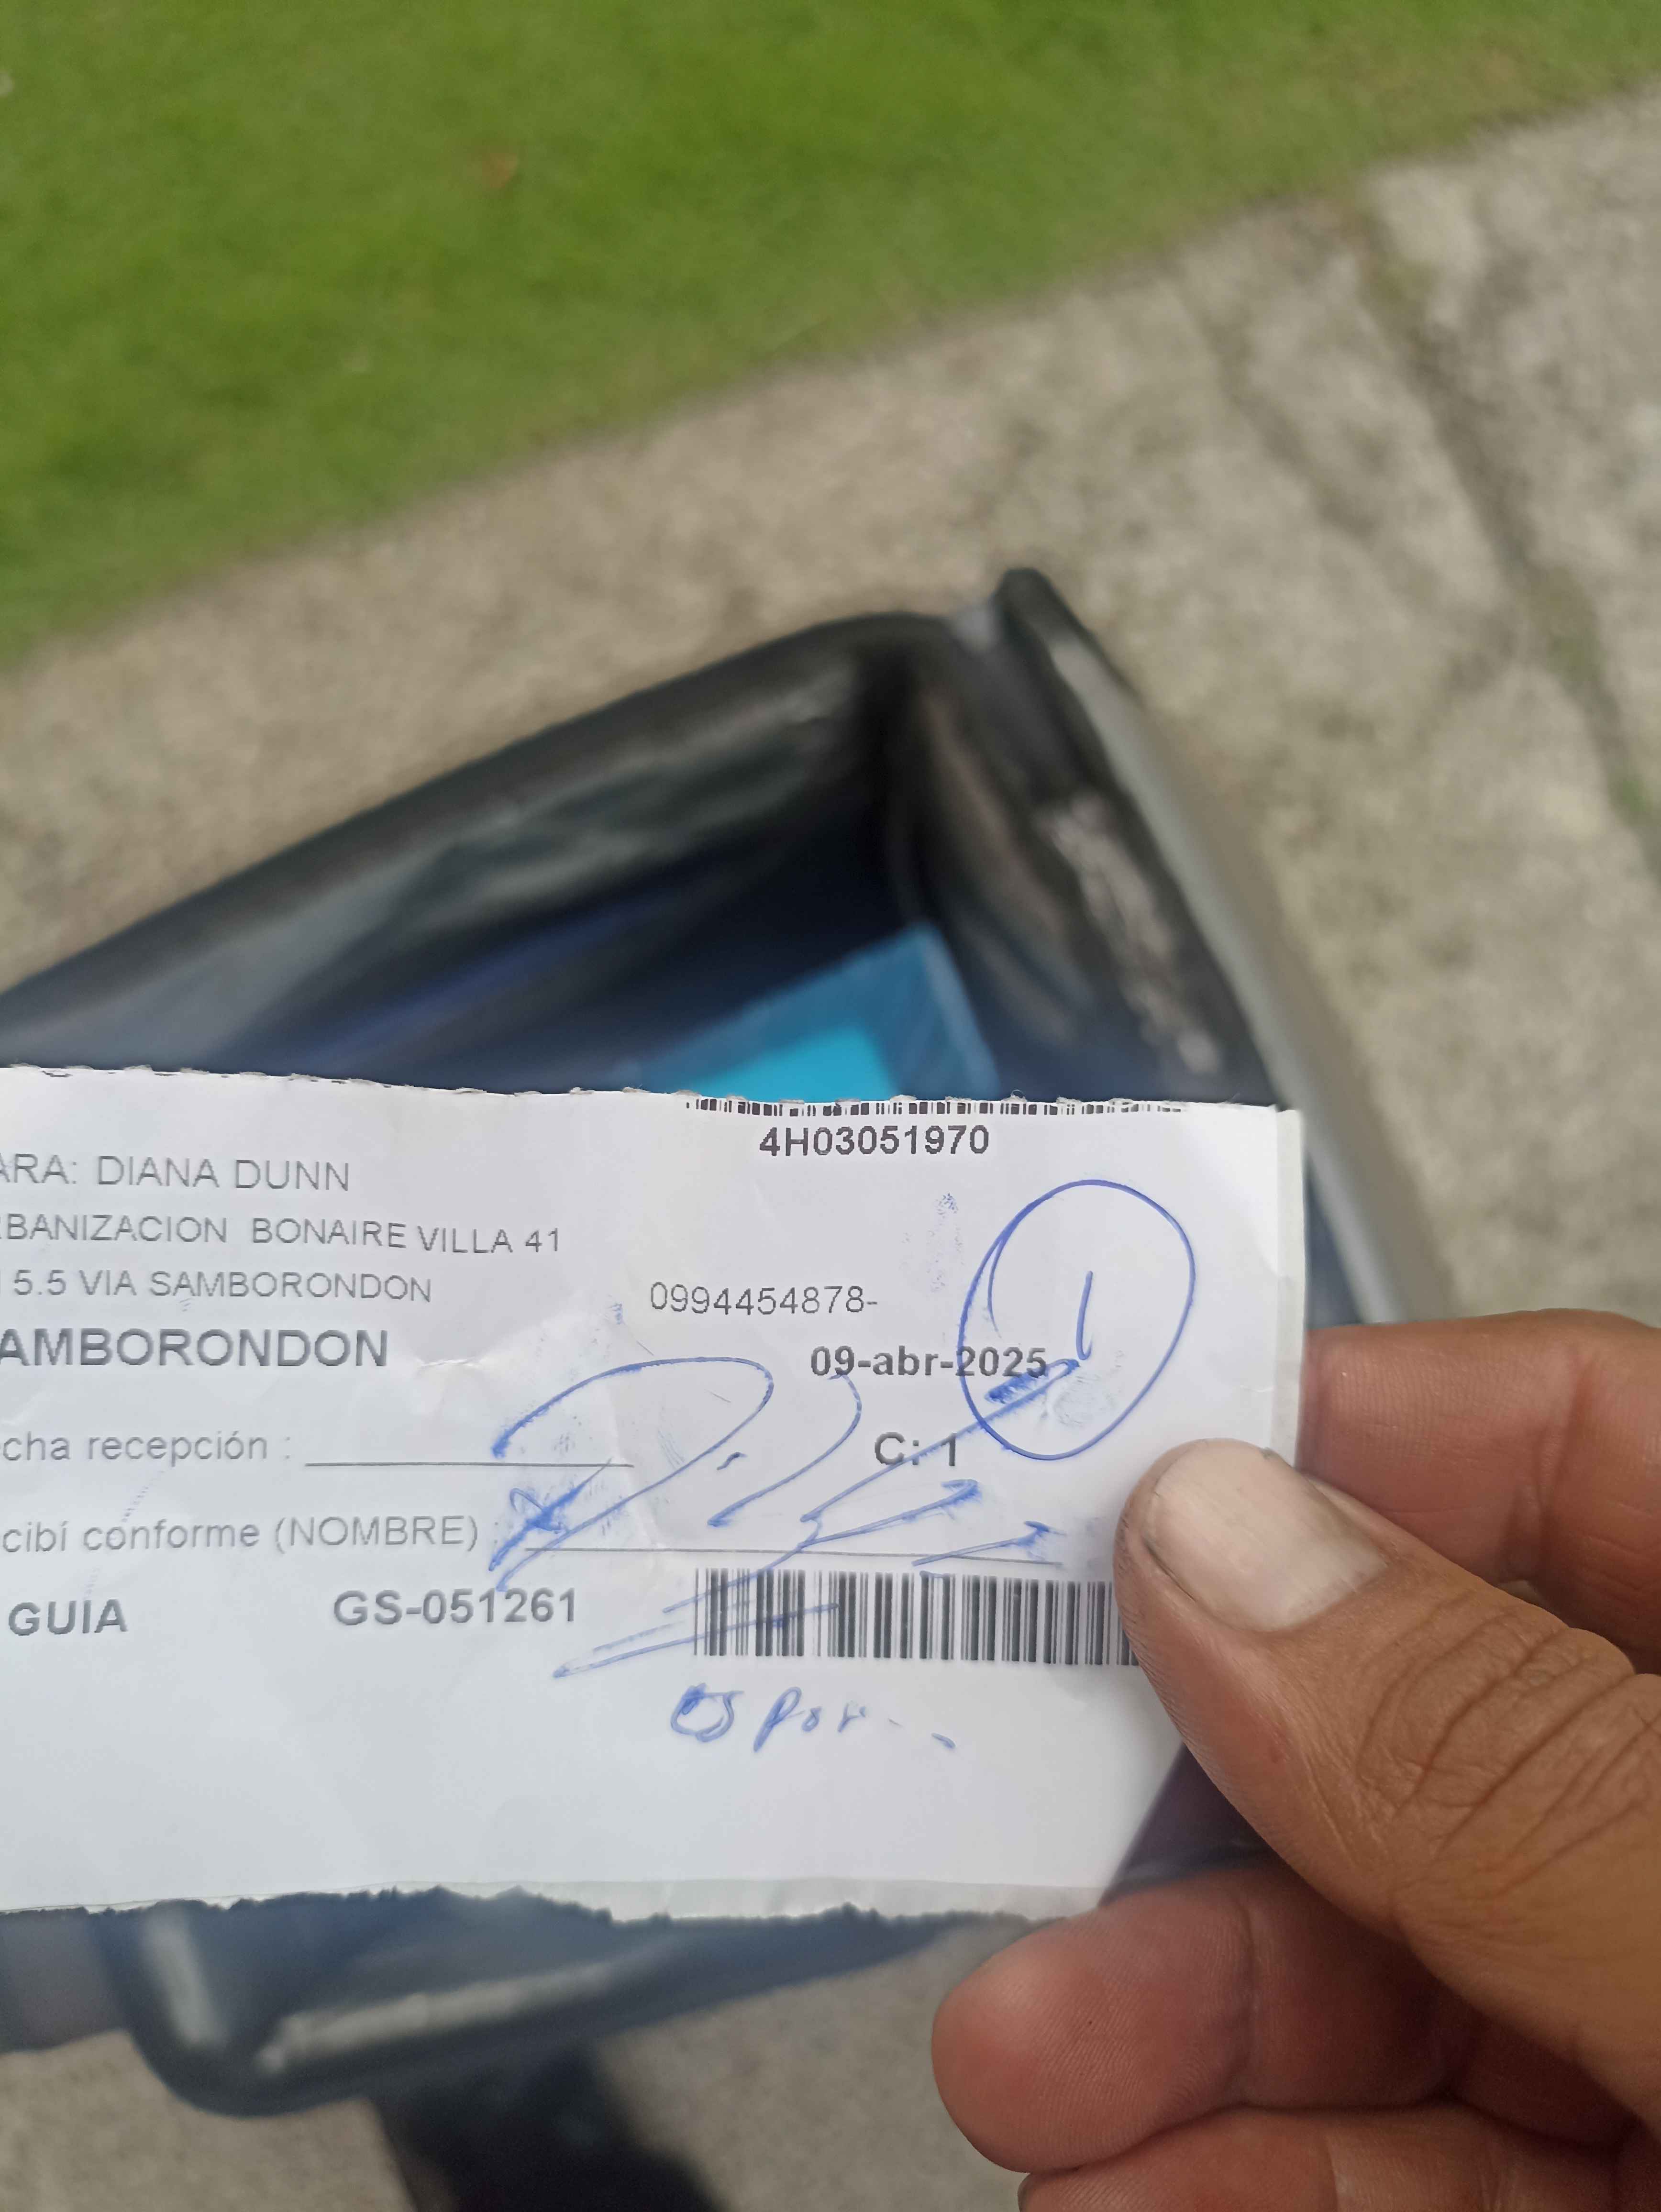 4H03051970
ARA: DIANA DUNN
BANIZACION BONAIRE VILLA 41
5.5 VIA SAMBORONDON
0994454878-
AMBORONDON
09-abr-2025
1
cha recepción :
C: 1
cibí conforme (NOMBRE) :
GUIA GS-051261